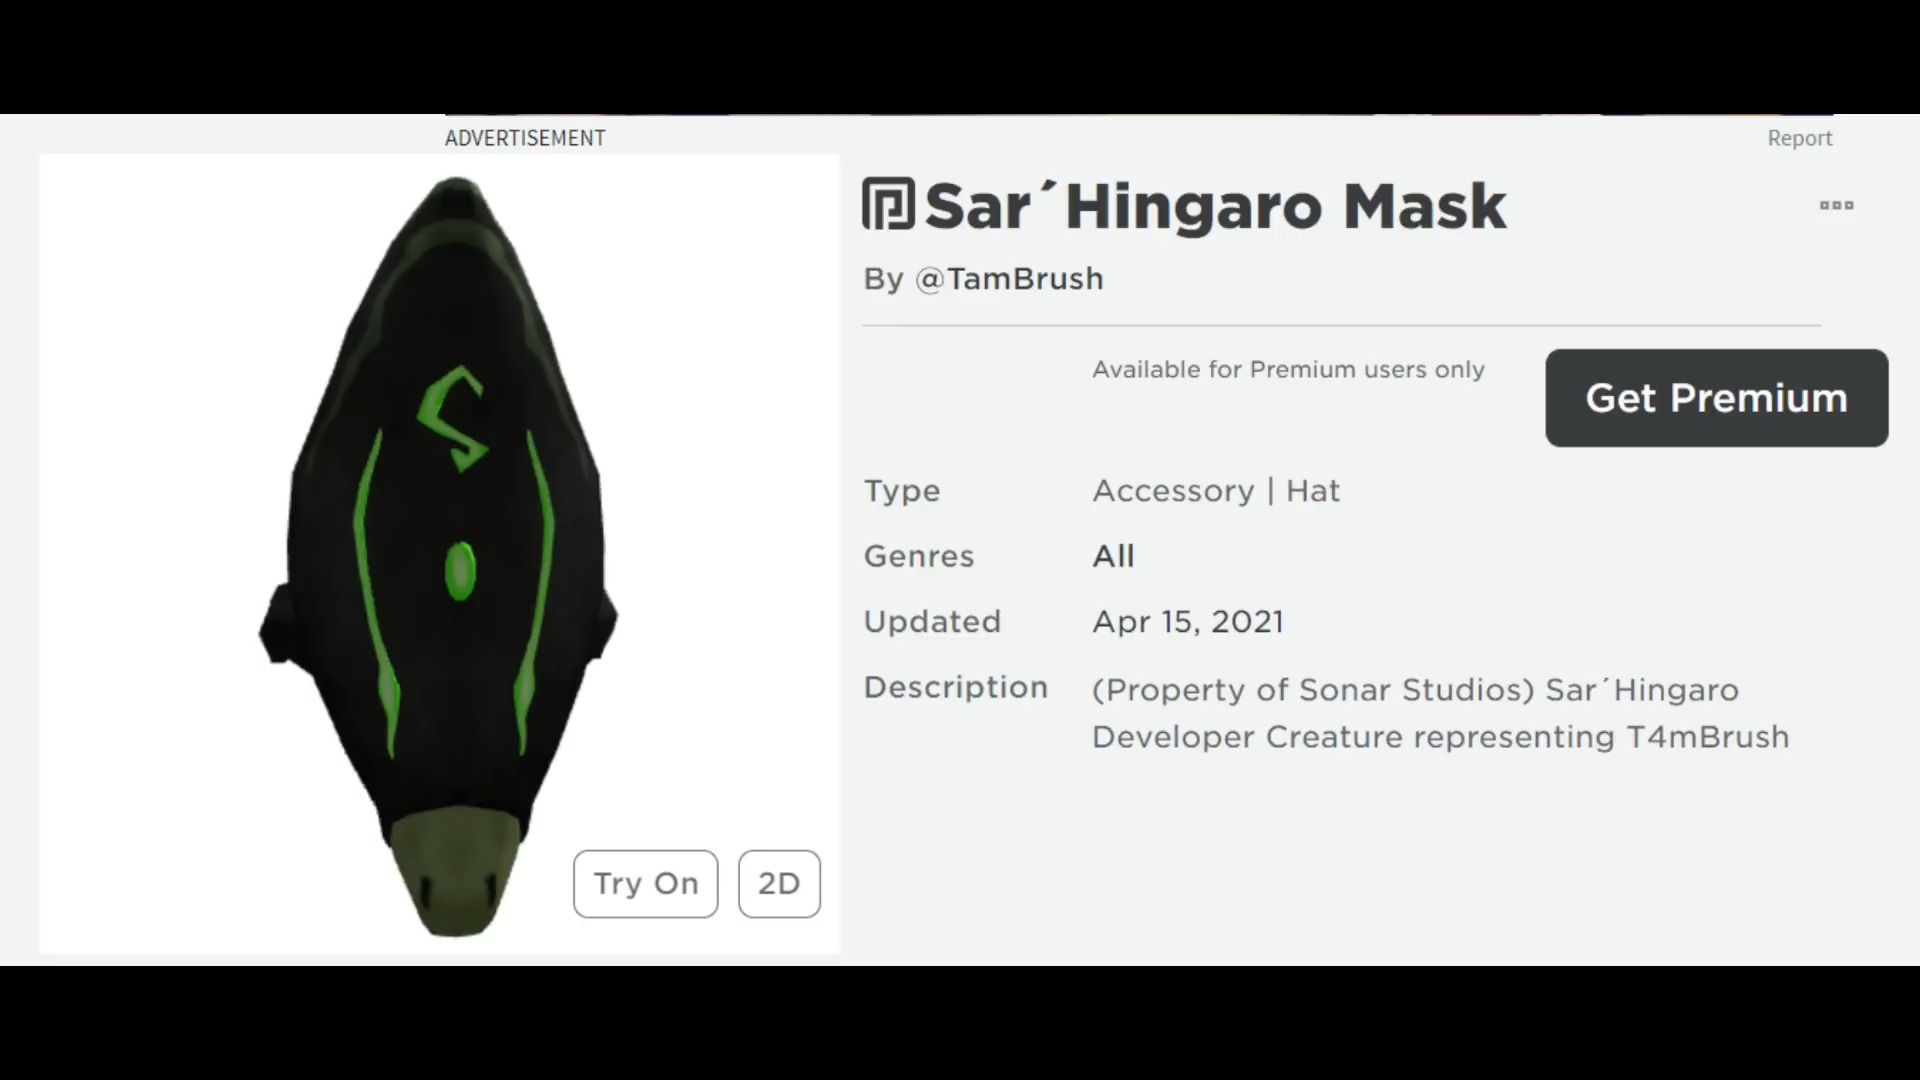 ADVERTISEMENT
Report
Sar´Hingaro Mask
By @TamBrush
Available for Premium users only
Get Premium
Type
Accessory | Hat
Genres
All
Updated
Apr 15, 2021
Description
(Property of Sonar Studios) Sar´Hingaro
Developer Creature representing T4mBrush
Try On
2D